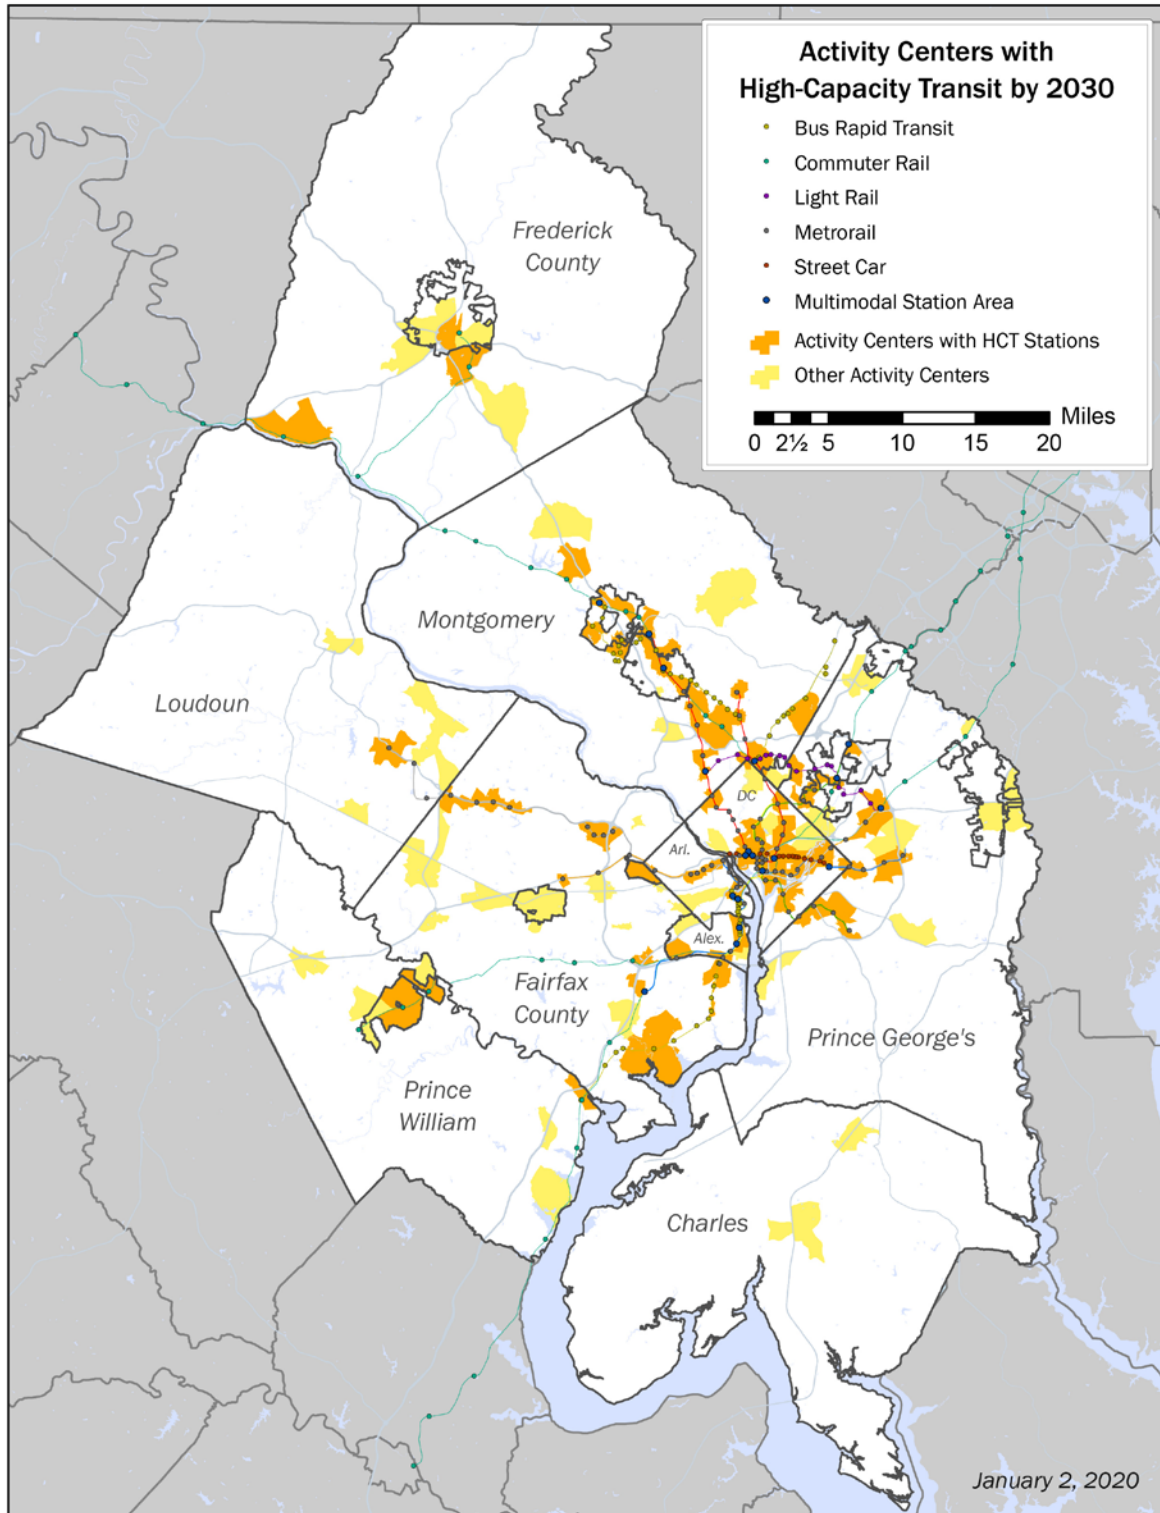 Activity Centers with
High-Capacity Transit by 2030
Bus Rapid Transit
Commuter Rail
Light Rail
Metrorail
Street Car
Multimodal Station Area
Activity Centers with HCT Stations
Other Activity Centers
Miles
0 2½ 5 10 15 20
Frederick
County
Montgomery
Loudoun
DC
Arl.
Alex.
Fairfax
County
Prince George's
Prince
William
Charles
January 2, 2020